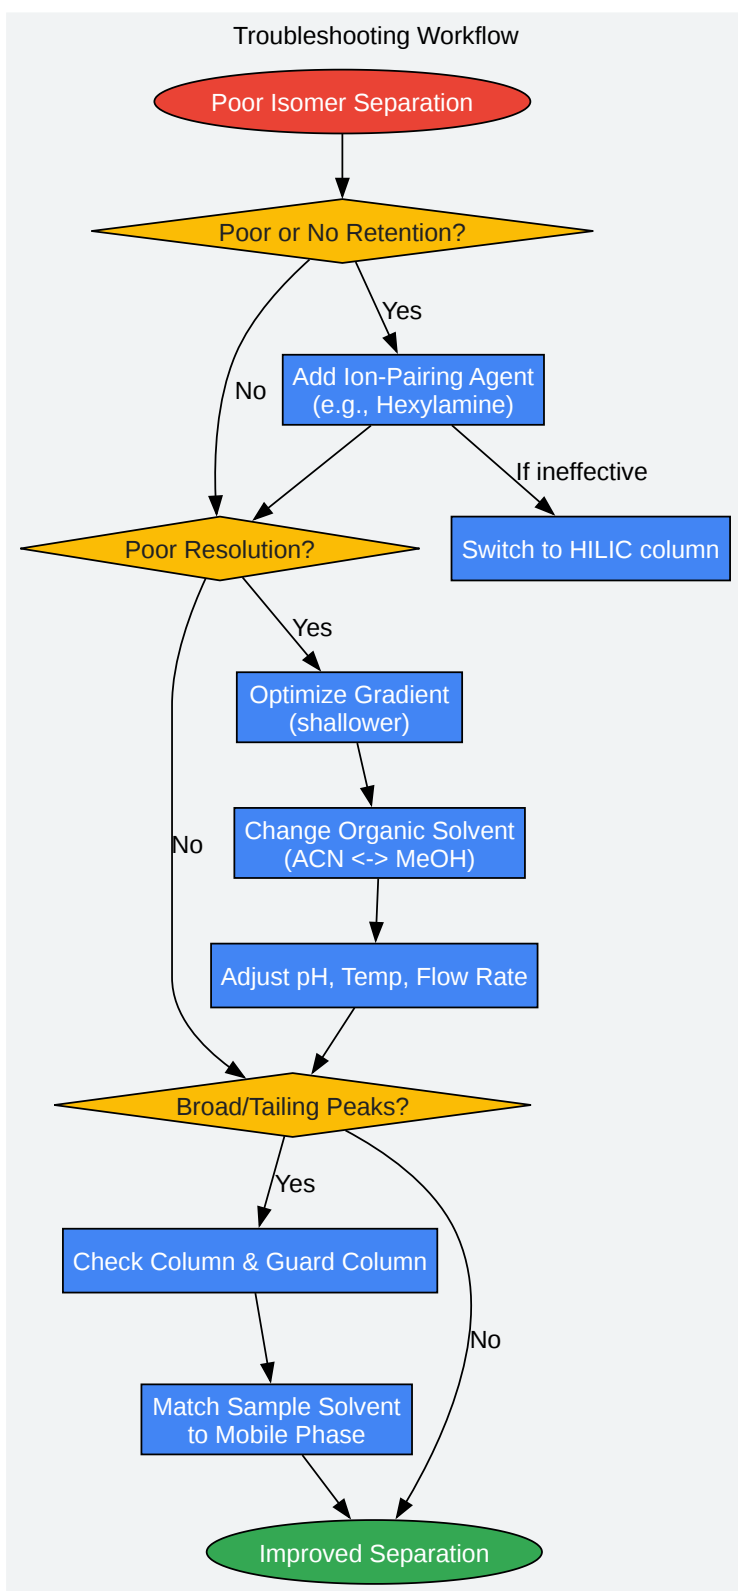 Troubleshooting Workflow
Poor Isomer Separation
Poor or No Retention?
Yes
Add Ion-Pairing Agent
(e.g., Hexylamine)
No
If ineffective
Poor Resolution?
Switch to HILIC column
Yes
Optimize Gradient
(shallower)
Change Organic Solvent
(ACN <-> MeOH)
No
Adjust pH, Temp, Flow Rate
Broad/Tailing Peaks?
Yes
Check Column & Guard Column
No
Match Sample Solvent
to Mobile Phase
Improved Separation